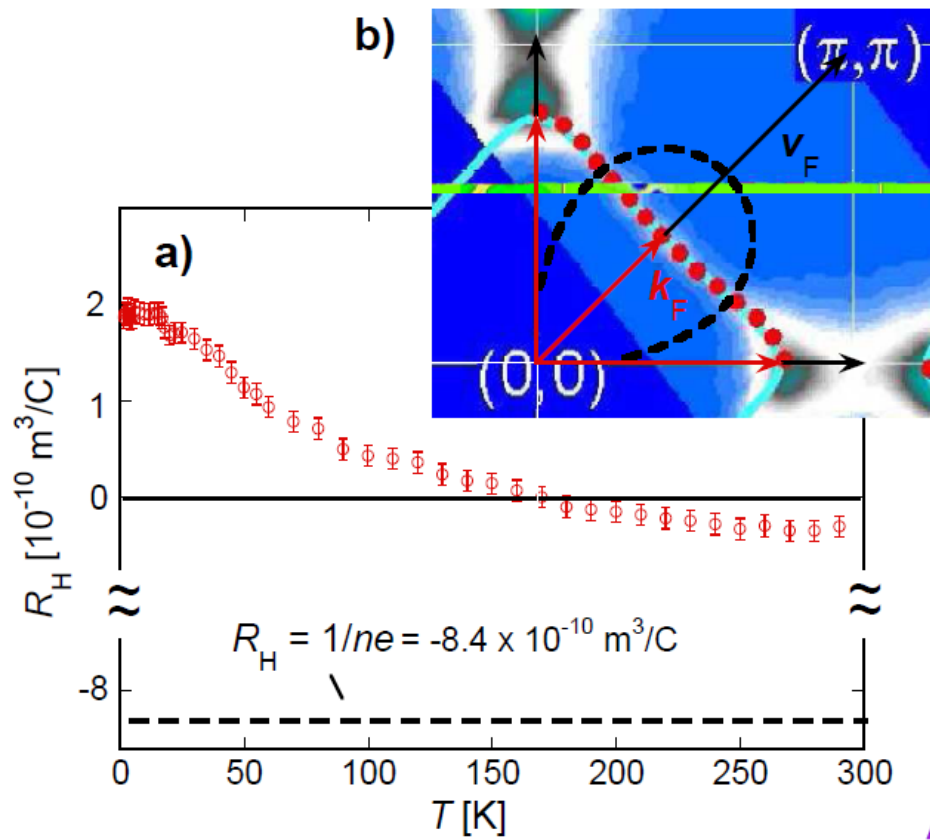 b)
(π,π)
v_F
k_F
(0,0)
a)
2
1
0
-8
R_H [10^-10 m^3/C]
R_H = 1/ne = -8.4 x 10^-10 m^3/C
0 50 100 150 200 250 300
T [K]